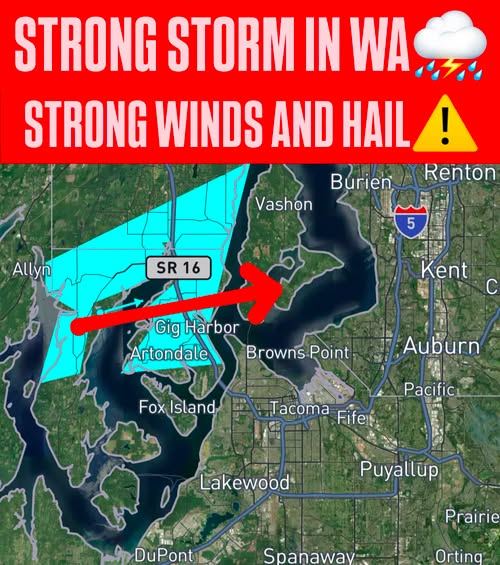 STRONG STORM IN WA
STRONG WINDS AND HAIL
Renton
Burien
Vashon
5
Allyn
SR 16
Kent
C
Gig Harbor
Artondale
Browns Point
Auburn
Pacific
Fox Island
Tacoma
Fife
Puyallup
Lakewood
Prairie
DuPont
Spanaway
Orting